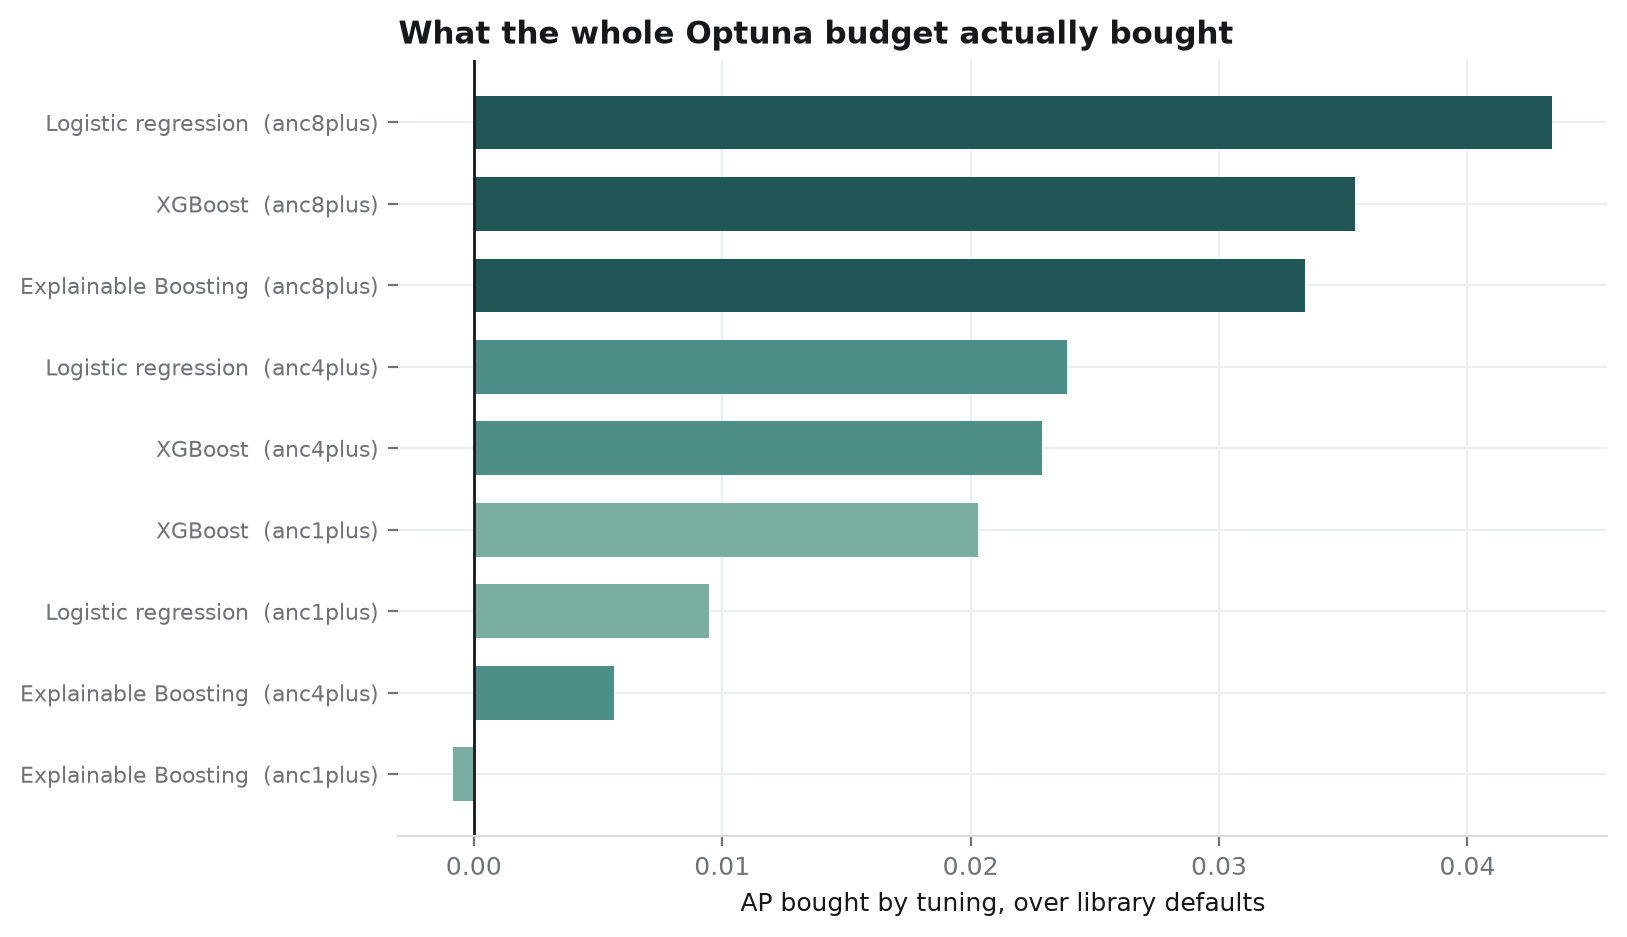 What the whole Optuna budget actually bought
Logistic regression (anc8plus)
XGBoost (anc8plus)
Explainable Boosting (anc8plus)
Logistic regression (anc4plus)
XGBoost (anc4plus)
XGBoost (anc1plus)
Logistic regression (anc1plus)
Explainable Boosting (anc4plus)
Explainable Boosting (anc1plus)
0.00 0.01 0.02 0.03 0.04
AP bought by tuning, over library defaults